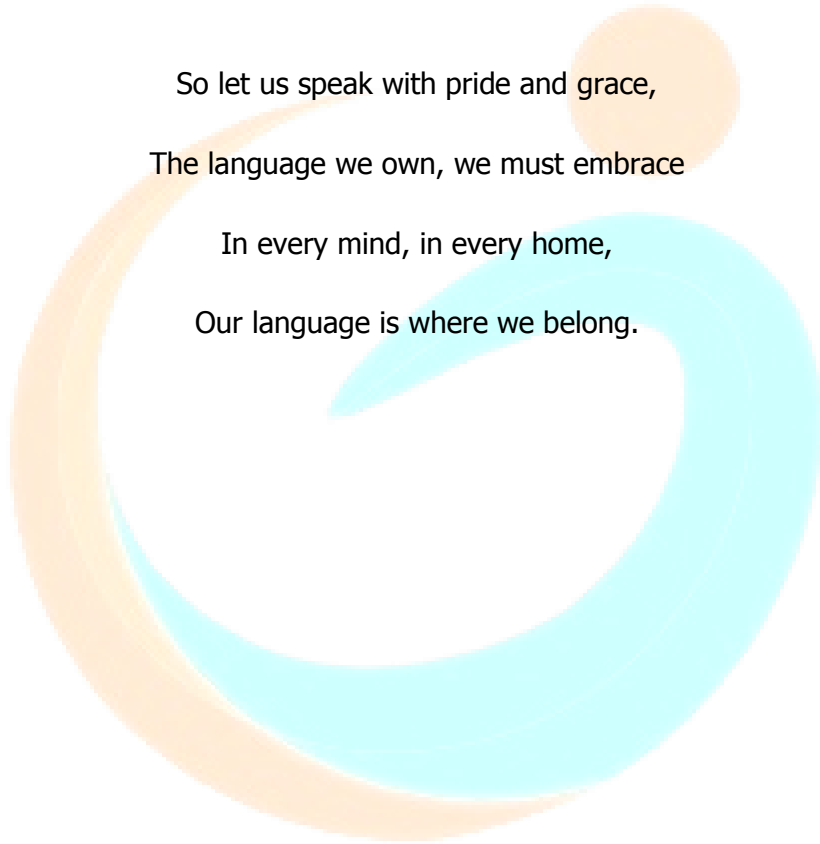 So let us speak with pride and grace,
The language we own, we must embrace
In every mind, in every home,
Our language is where we belong.